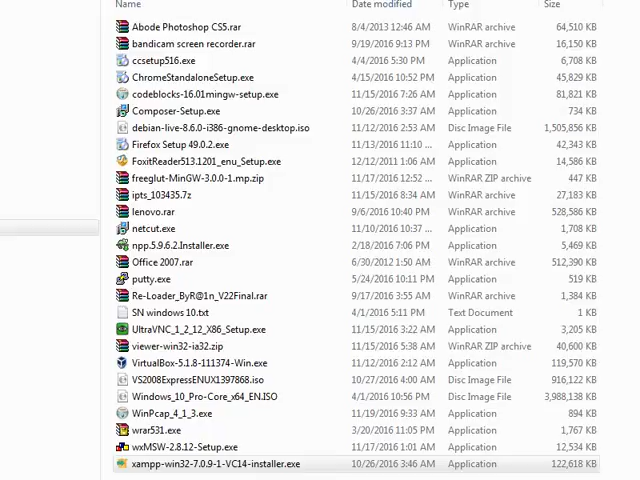 Name Date modified Type Size
Abode Photoshop CS5.rar 8/4/2013 12:46 AM WinRAR archive 64,510 KB
bandicam screen recorder.rar 9/19/2016 9:13 PM WinRAR archive 16,150 KB
ccsetup516.exe 4/4/2016 5:30 PM Application 6,708 KB
ChromeStandaloneSetup.exe 4/15/2016 10:52 PM Application 45,829 KB
codeblocks-16.01mingw-setup.exe 11/15/2016 7:26 AM Application 81,821 KB
Composer-Setup.exe 10/26/2016 3:37 AM Application 734 KB
debian-live-8.6.0-i386-gnome-desktop.iso 11/12/2016 2:53 AM Disc Image File 1,505,856 KB
Firefox Setup 49.0.2.exe 11/13/2016 11:10 ... Application 42,343 KB
FoxitReader513.1201_enu_Setup.exe 12/12/2011 1:06 AM Application 14,586 KB
freeglut-MinGW-3.0.0-1.mp.zip 11/17/2016 12:52 ... WinRAR ZIP archive 447 KB
ipts_103435.7z 11/15/2016 8:34 AM WinRAR archive 27,183 KB
lenovo.rar 9/6/2016 10:40 PM WinRAR archive 528,586 KB
netcut.exe 11/10/2016 10:37 ... Application 1,708 KB
npp.5.9.6.2.Installer.exe 2/18/2016 7:06 PM Application 5,469 KB
Office 2007.rar 6/30/2012 1:50 AM WinRAR archive 512,390 KB
putty.exe 5/24/2016 10:11 PM Application 519 KB
Re-Loader_ByR@1n_V22Final.rar 9/17/2016 3:55 AM WinRAR archive 1,384 KB
SN windows 10.txt 4/1/2016 5:11 PM Text Document 1 KB
UltraVNC_1_2_12_X86_Setup.exe 11/15/2016 3:22 AM Application 3,205 KB
viewer-win32-ia32.zip 11/15/2016 5:38 AM WinRAR ZIP archive 40,600 KB
VirtualBox-5.1.8-111374-Win.exe 11/12/2016 2:12 AM Application 119,570 KB
VS2008ExpressENUX1397868.iso 10/27/2016 4:00 AM Disc Image File 916,122 KB
Windows_10_Pro-Core_x64_EN.ISO 4/1/2016 10:56 PM Disc Image File 3,988,138 KB
WinPcap_4_1_3.exe 11/19/2016 9:33 AM Application 894 KB
wrar531.exe 3/20/2016 11:05 PM Application 1,767 KB
wxMSW-2.8.12-Setup.exe 11/17/2016 1:01 AM Application 12,534 KB
xampp-win32-7.0.9-1-VC14-installer.exe 10/26/2016 3:46 AM Application 122,618 KB